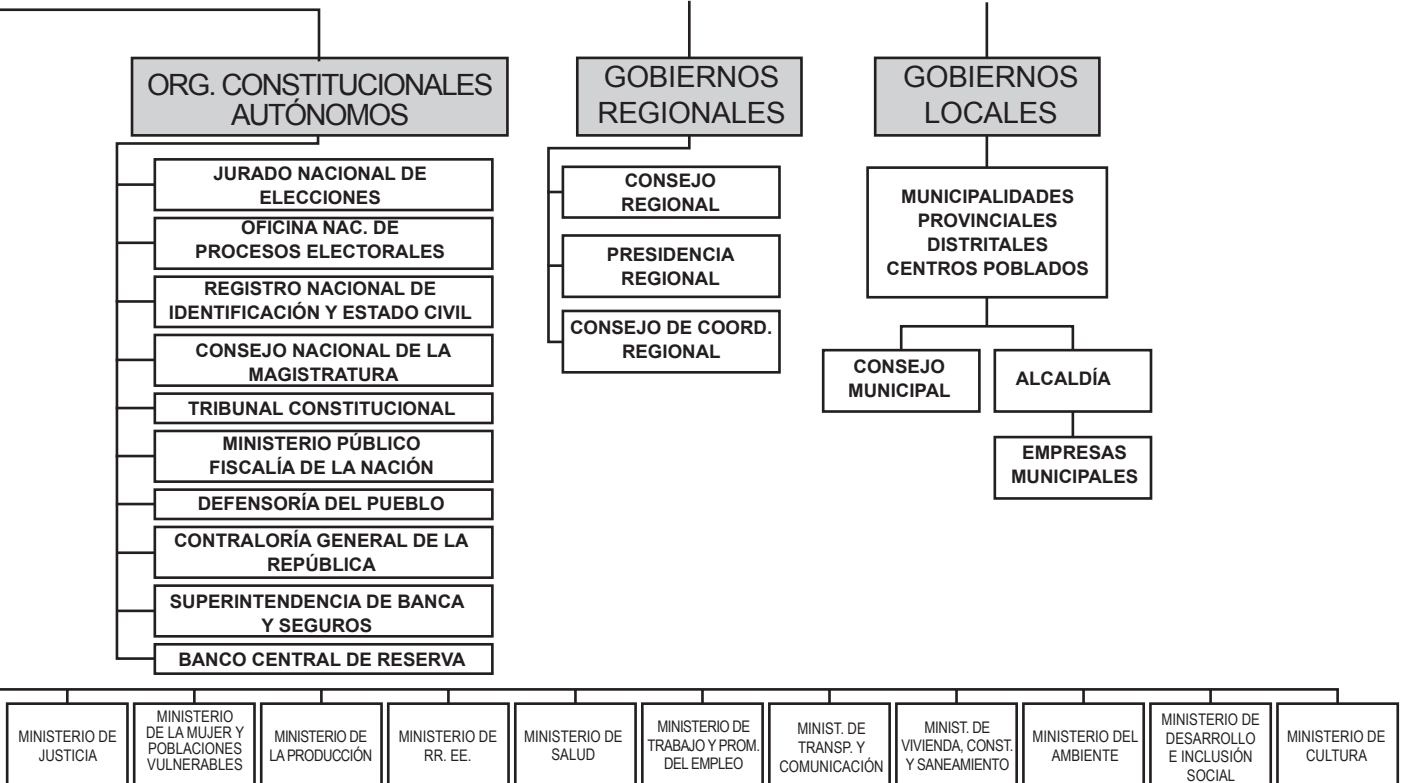 ORG. CONSTITUCIONALES
AUTÓNOMOS
JURADO NACIONAL DE
ELECCIONES
OFICINA NAC. DE
PROCESOS ELECTORALES
REGISTRO NACIONAL DE
IDENTIFICACIÓN Y ESTADO CIVIL
CONSEJO NACIONAL DE LA
MAGISTRATURA
TRIBUNAL CONSTITUCIONAL
MINISTERIO PÚBLICO
FISCALÍA DE LA NACIÓN
DEFENSORÍA DEL PUEBLO
CONTRALORÍA GENERAL DE LA
REPÚBLICA
SUPERINTENDENCIA DE BANCA
Y SEGUROS
BANCO CENTRAL DE RESERVA
GOBIERNOS
REGIONALES
CONSEJO
REGIONAL
PRESIDENCIA
REGIONAL
CONSEJO DE COORD.
REGIONAL
GOBIERNOS
LOCALES
MUNICIPALIDADES
PROVINCIALES
DISTRITALES
CENTROS POBLADOS
CONSEJO
MUNICIPAL
ALCALDÍA
EMPRESAS
MUNICIPALES
MINISTERIO DE
JUSTICIA
MINISTERIO
DE LA MUJER Y
POBLACIONES
VULNERABLES
MINISTERIO DE
LA PRODUCCIÓN
MINISTERIO DE
RR. EE.
MINISTERIO DE
SALUD
MINISTERIO DE
TRABAJO Y PROM.
DEL EMPLEO
MINIST. DE
TRANSP. Y
COMUNICACIÓN
MINIST. DE
VIVIENDA, CONST.
Y SANEAMIENTO
MINISTERIO DEL
AMBIENTE
MINISTERIO DE
DESARROLLO
E INCLUSIÓN
SOCIAL
MINISTERIO DE
CULTURA